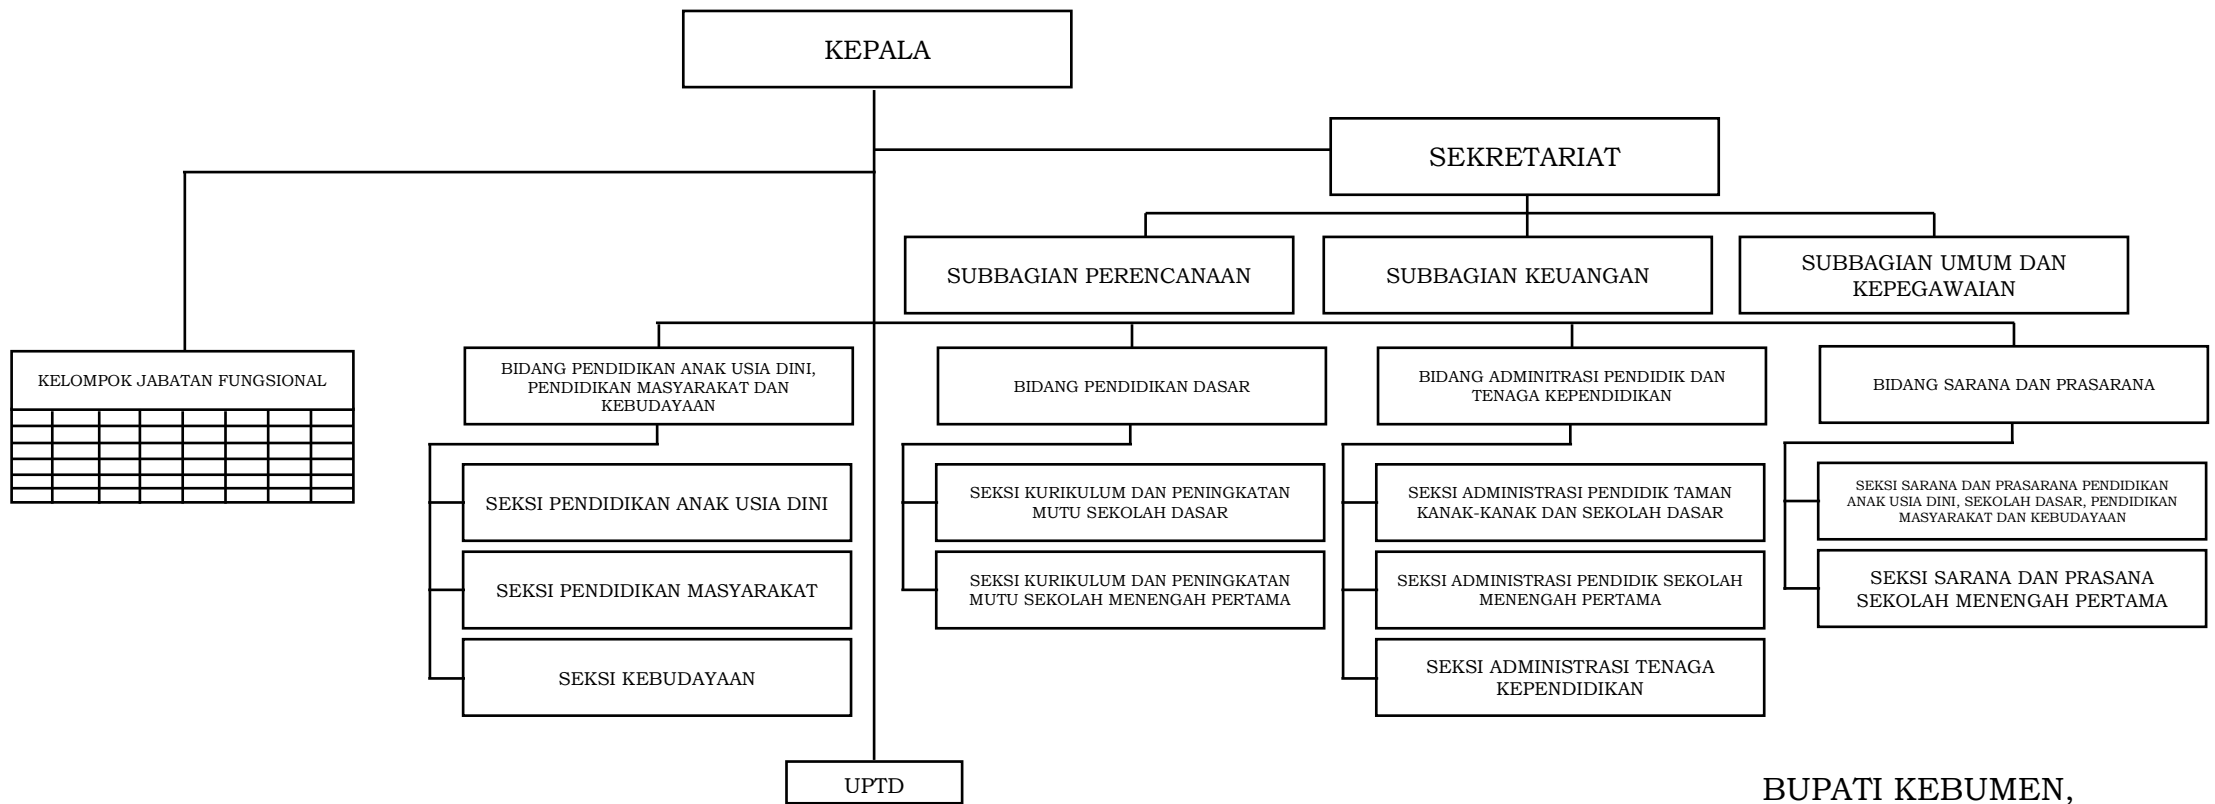 KEPALA
SEKRETARIAT
SUBBAGIAN PERENCANAAN
SUBBAGIAN KEUANGAN
SUBBAGIAN UMUM DAN
KEPEGAWAIAN
KELOMPOK JABATAN FUNGSIONAL
BIDANG PENDIDIKAN ANAK USIA DINI,
PENDIDIKAN MASYARAKAT DAN
KEBUDAYAAN
BIDANG PENDIDIKAN DASAR
BIDANG ADMINITRASI PENDIDIK DAN
TENAGA KEPENDIDIKAN
BIDANG SARANA DAN PRASARANA
SEKSI PENDIDIKAN ANAK USIA DINI
SEKSI PENDIDIKAN MASYARAKAT
SEKSI KEBUDAYAAN
SEKSI KURIKULUM DAN PENINGKATAN
MUTU SEKOLAH DASAR
SEKSI KURIKULUM DAN PENINGKATAN
MUTU SEKOLAH MENENGAH PERTAMA
SEKSI ADMINISTRASI PENDIDIK TAMAN
KANAK-KANAK DAN SEKOLAH DASAR
SEKSI ADMINISTRASI PENDIDIK SEKOLAH
MENENGAH PERTAMA
SEKSI ADMINISTRASI TENAGA
KEPENDIDIKAN
SEKSI SARANA DAN PRASARANA PENDIDIKAN
ANAK USIA DINI, SEKOLAH DASAR, PENDIDIKAN
MASYARAKAT DAN KEBUDAYAAN
SEKSI SARANA DAN PRASANA
SEKOLAH MENENGAH PERTAMA
UPTD
BUPATI KEBUMEN,